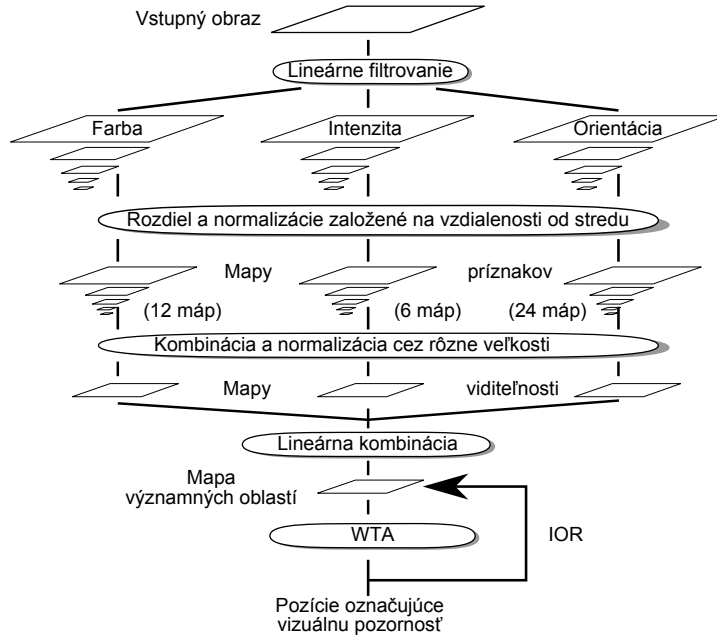 Vstupný obraz
Lineárne filtrovanie
Farba
Intenzita
Orientácia
Rozdiel a normalizácie založené na vzdialenosti od stredu
Mapy
príznakov
(12 máp)
(6 máp)
(24 máp)
Kombinácia a normalizácia cez rôzne veľkosti
Mapy
viditeľnosti
Lineárna kombinácia
Mapa
významných oblastí
WTA
IOR
Pozície označujúce
vizuálnu pozornosť